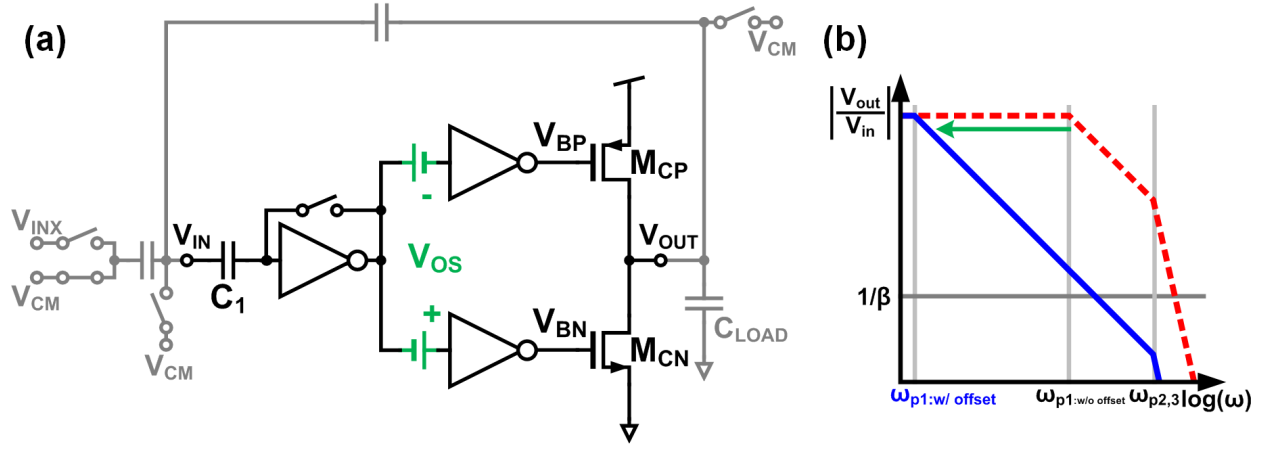 (a)
V_CM
V_BP
M_CP
-
V_INX
V_IN
V_OS
V_OUT
V_CM
C_1
+
V_BN
M_CN
C_LOAD
V_CM
(b)
|V_out/V_in|
1/β
ω_p1:w/ offset
ω_p1:w/o offset
ω_p2,3
log(ω)